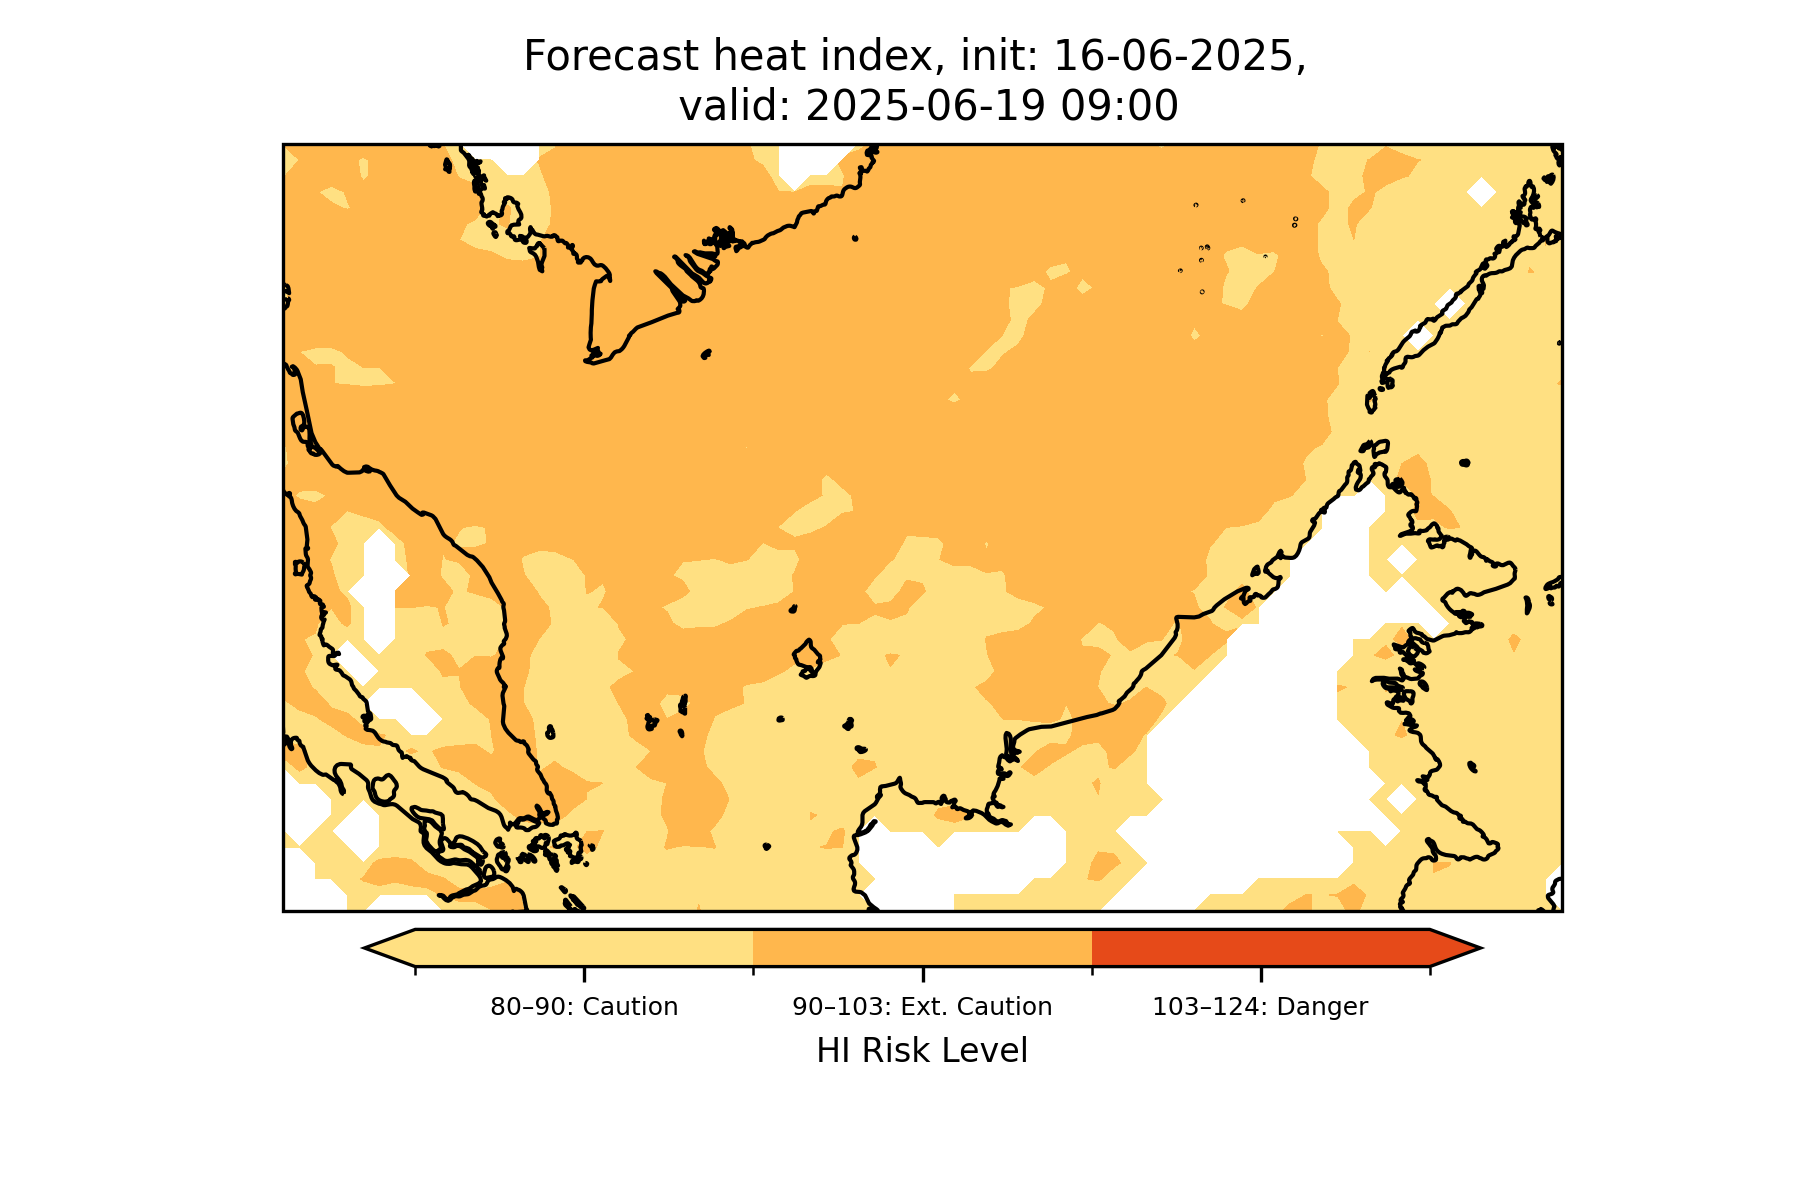 Forecast heat index, init: 16-06-2025,
valid: 2025-06-19 09:00
80–90: Caution
90–103: Ext. Caution
103–124: Danger
HI Risk Level